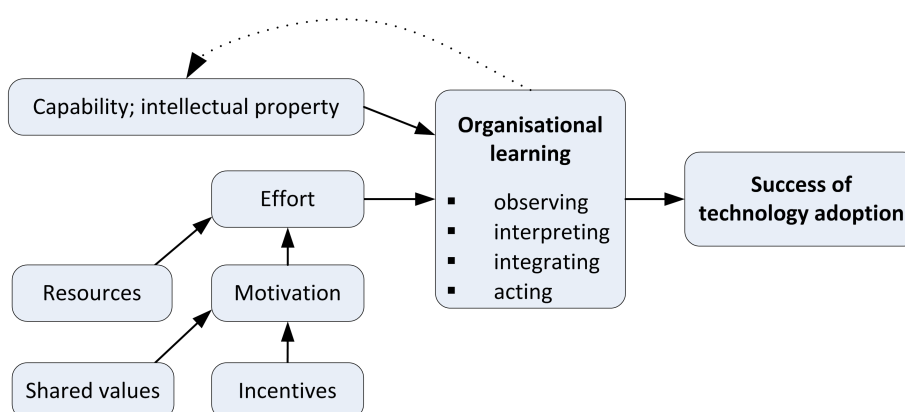 Capability; intellectual property
Organisational
learning
▪ observing
▪ interpreting
▪ integrating
▪ acting
Effort
Success of
technology adoption
Resources
Motivation
Shared values
Incentives